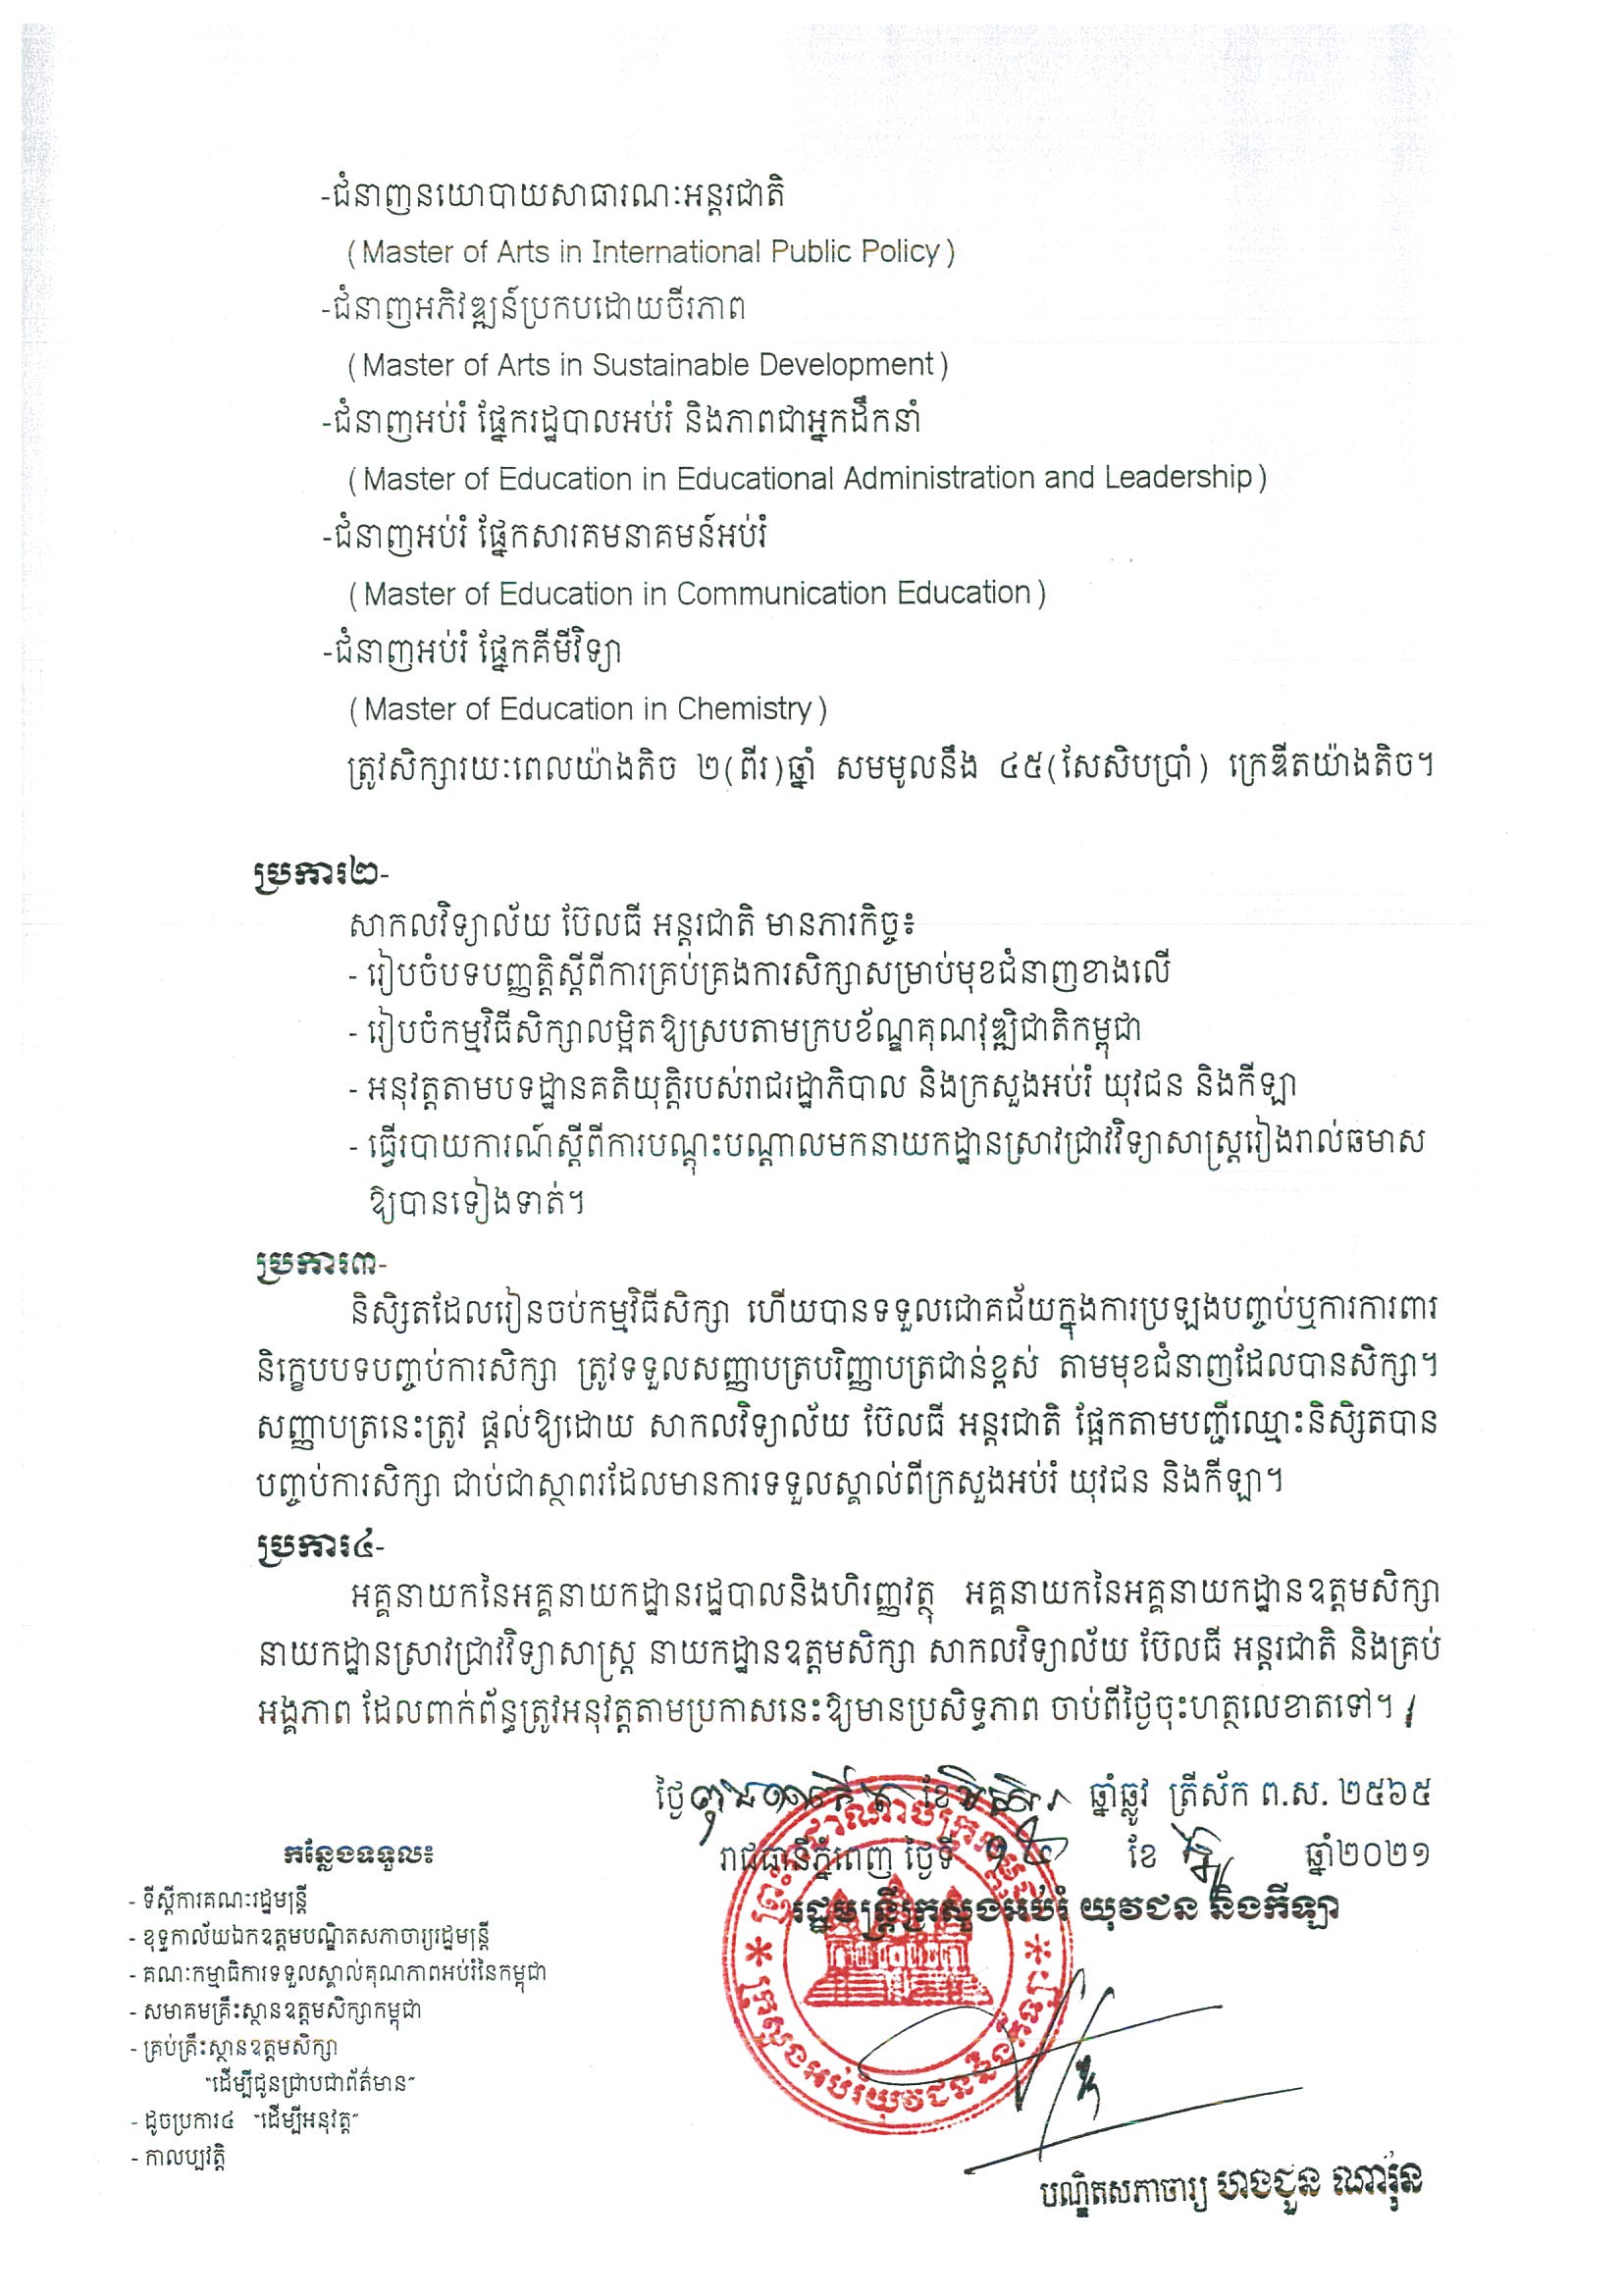 -ជំនាញនយោបាយសាធារណៈអន្តរជាតិ
(Master of Arts in International Public Policy)
-ជំនាញអភិវឌ្ឍន៍ប្រកបដោយចីរភាព
(Master of Arts in Sustainable Development)
-ជំនាញអប់រំ ផ្នែករដ្ឋបាលអប់រំ និងភាពជាអ្នកដឹកនាំ
(Master of Education in Educational Administration and Leadership)
-ជំនាញអប់រំ ផ្នែកសារគមនាគមន៍អប់រំ
(Master of Education in Communication Education)
-ជំនាញអប់រំ ផ្នែកគីមីវិទ្យា
(Master of Education in Chemistry)
ត្រូវសិក្សារយៈពេលយ៉ាងតិច ២(ពីរ)ឆ្នាំ សមមូលនឹង ៤៥(សែសិបប្រាំ) ក្រេឌីតយ៉ាងតិច។
ប្រការ២-
សាកលវិទ្យាល័យ ប៊ែលធី អន្តរជាតិ មានភារកិច្ច៖
- រៀបចំបទបញ្ញត្តិស្តីពីការគ្រប់គ្រងការសិក្សាសម្រាប់មុខជំនាញខាងលើ
- រៀបចំកម្មវិធីសិក្សាលម្អិតឱ្យស្របតាមក្របខ័ណ្ឌគុណវុឌ្ឍិជាតិកម្ពុជា
- អនុវត្តតាមបទដ្ឋានគតិយុត្តិរបស់រាជរដ្ឋាភិបាល និងក្រសួងអប់រំ យុវជន និងកីឡា
- ធ្វើរបាយការណ៍ស្តីពីការបណ្តុះបណ្តាលមកនាយកដ្ឋានស្រាវជ្រាវវិទ្យាសាស្ត្ររៀងរាល់ឆមាស
ឱ្យបានទៀងទាត់។
ប្រការ៣-
និស្សិតដែលរៀនចប់កម្មវិធីសិក្សា ហើយបានទទួលជោគជ័យក្នុងការប្រឡងបញ្ចប់ឬការការពារ
និក្ខេបបទបញ្ចប់ការសិក្សា ត្រូវទទួលសញ្ញាបត្របរិញ្ញាបត្រជាន់ខ្ពស់ តាមមុខជំនាញដែលបានសិក្សា។
សញ្ញាបត្រនេះត្រូវ ផ្តល់ឱ្យដោយ សាកលវិទ្យាល័យ ប៊ែលធី អន្តរជាតិ ផ្អែកតាមបញ្ជីឈ្មោះនិស្សិតបាន
បញ្ចប់ការសិក្សា ជាប់ជាស្ថាពរដែលមានការទទួលស្គាល់ពីក្រសួងអប់រំ យុវជន និងកីឡា។
ប្រការ៤-
អគ្គនាយកនៃអគ្គនាយកដ្ឋានរដ្ឋបាលនិងហិរញ្ញវត្ថុ អគ្គនាយកនៃអគ្គនាយកដ្ឋានឧត្តមសិក្សា
នាយកដ្ឋានស្រាវជ្រាវវិទ្យាសាស្ត្រ នាយកដ្ឋានឧត្តមសិក្សា សាកលវិទ្យាល័យ ប៊ែលធី អន្តរជាតិ និងគ្រប់
អង្គភាព ដែលពាក់ព័ន្ធត្រូវអនុវត្តតាមប្រកាសនេះឱ្យមានប្រសិទ្ធភាព ចាប់ពីថ្ងៃចុះហត្ថលេខាតទៅ។
ថ្ងៃ ខែ ឆ្នាំឆ្លូវ ត្រីស័ក ព.ស. ២៥៦៥
រាជធានីភ្នំពេញ ថ្ងៃទី ខែ ឆ្នាំ២០២១
រដ្ឋមន្ត្រីក្រសួងអប់រំ យុវជន និងកីឡា
កន្លែងទទួល៖
- ទីស្តីការគណៈរដ្ឋមន្ត្រី
- ខុទ្ទកាល័យឯកឧត្តមបណ្ឌិតសភាចារ្យរដ្ឋមន្ត្រី
- គណៈកម្មាធិការទទួលស្គាល់គុណភាពអប់រំនៃកម្ពុជា
- សមាគមគ្រឹះស្ថានឧត្តមសិក្សាកម្ពុជា
- គ្រប់គ្រឹះស្ថានឧត្តមសិក្សា
"ដើម្បីជូនជ្រាបជាព័ត៌មាន"
- ដូចប្រការ៤ "ដើម្បីអនុវត្ត"
- កាលប្បវត្តិ
បណ្ឌិតសភាចារ្យ ហង់ជួន ណារ៉ុន